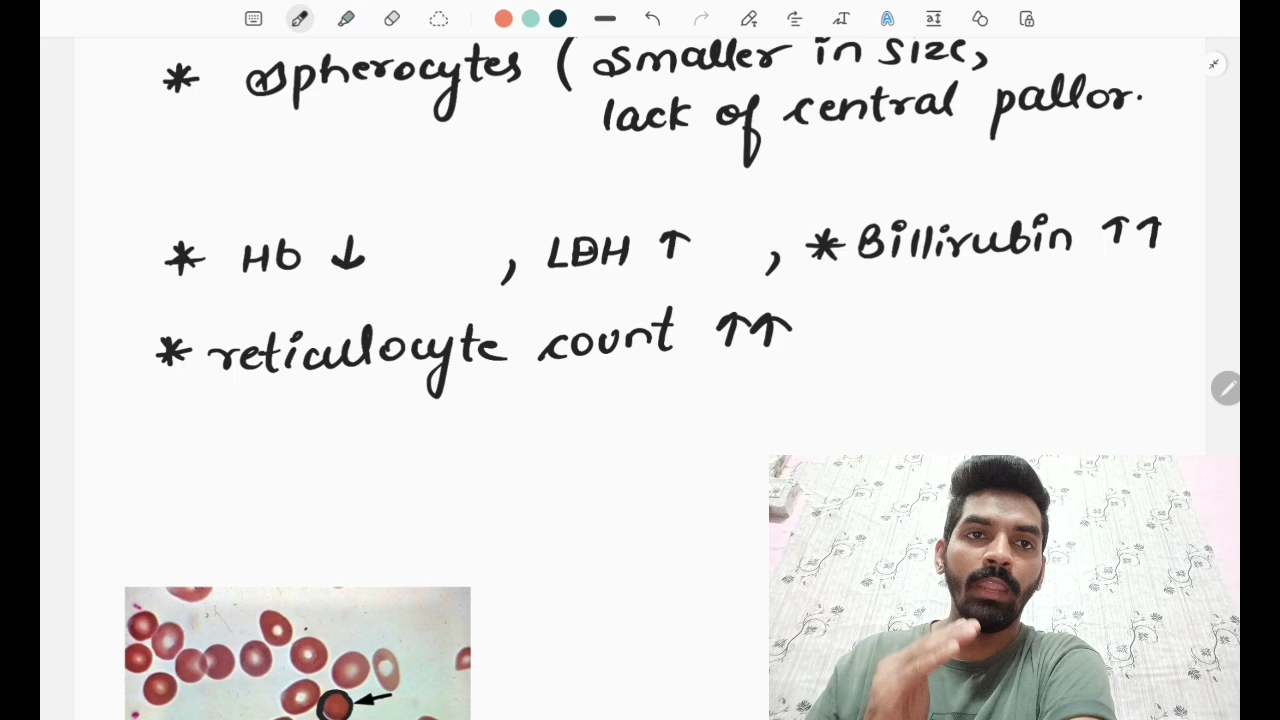 * spherocytes ( smaller in size,
lack of central pallor.
* Hb ↓ , LDH ↑ , * Billirubin ↑↑
* reticulocyte count ↑↑